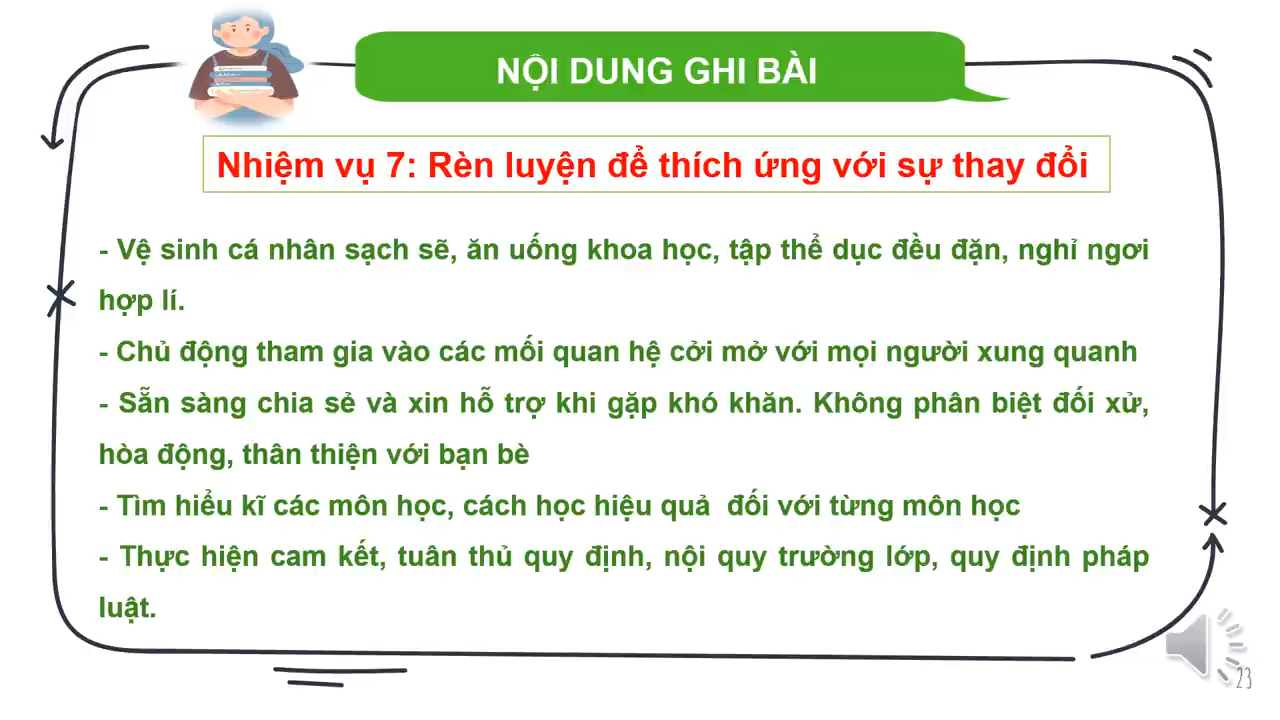 NỘI DUNG GHI BÀI
Nhiệm vụ 7: Rèn luyện để thích ứng với sự thay đổi
- Vệ sinh cá nhân sạch sẽ, ăn uống khoa học, tập thể dục đều đặn, nghỉ ngơi
hợp lí.
- Chủ động tham gia vào các mối quan hệ cởi mở với mọi người xung quanh
- Sẵn sàng chia sẻ và xin hỗ trợ khi gặp khó khăn. Không phân biệt đối xử,
hòa động, thân thiện với bạn bè
- Tìm hiểu kĩ các môn học, cách học hiệu quả  đối với từng môn học
- Thực hiện cam kết, tuân thủ quy định, nội quy trường lớp, quy định pháp
luật.
23